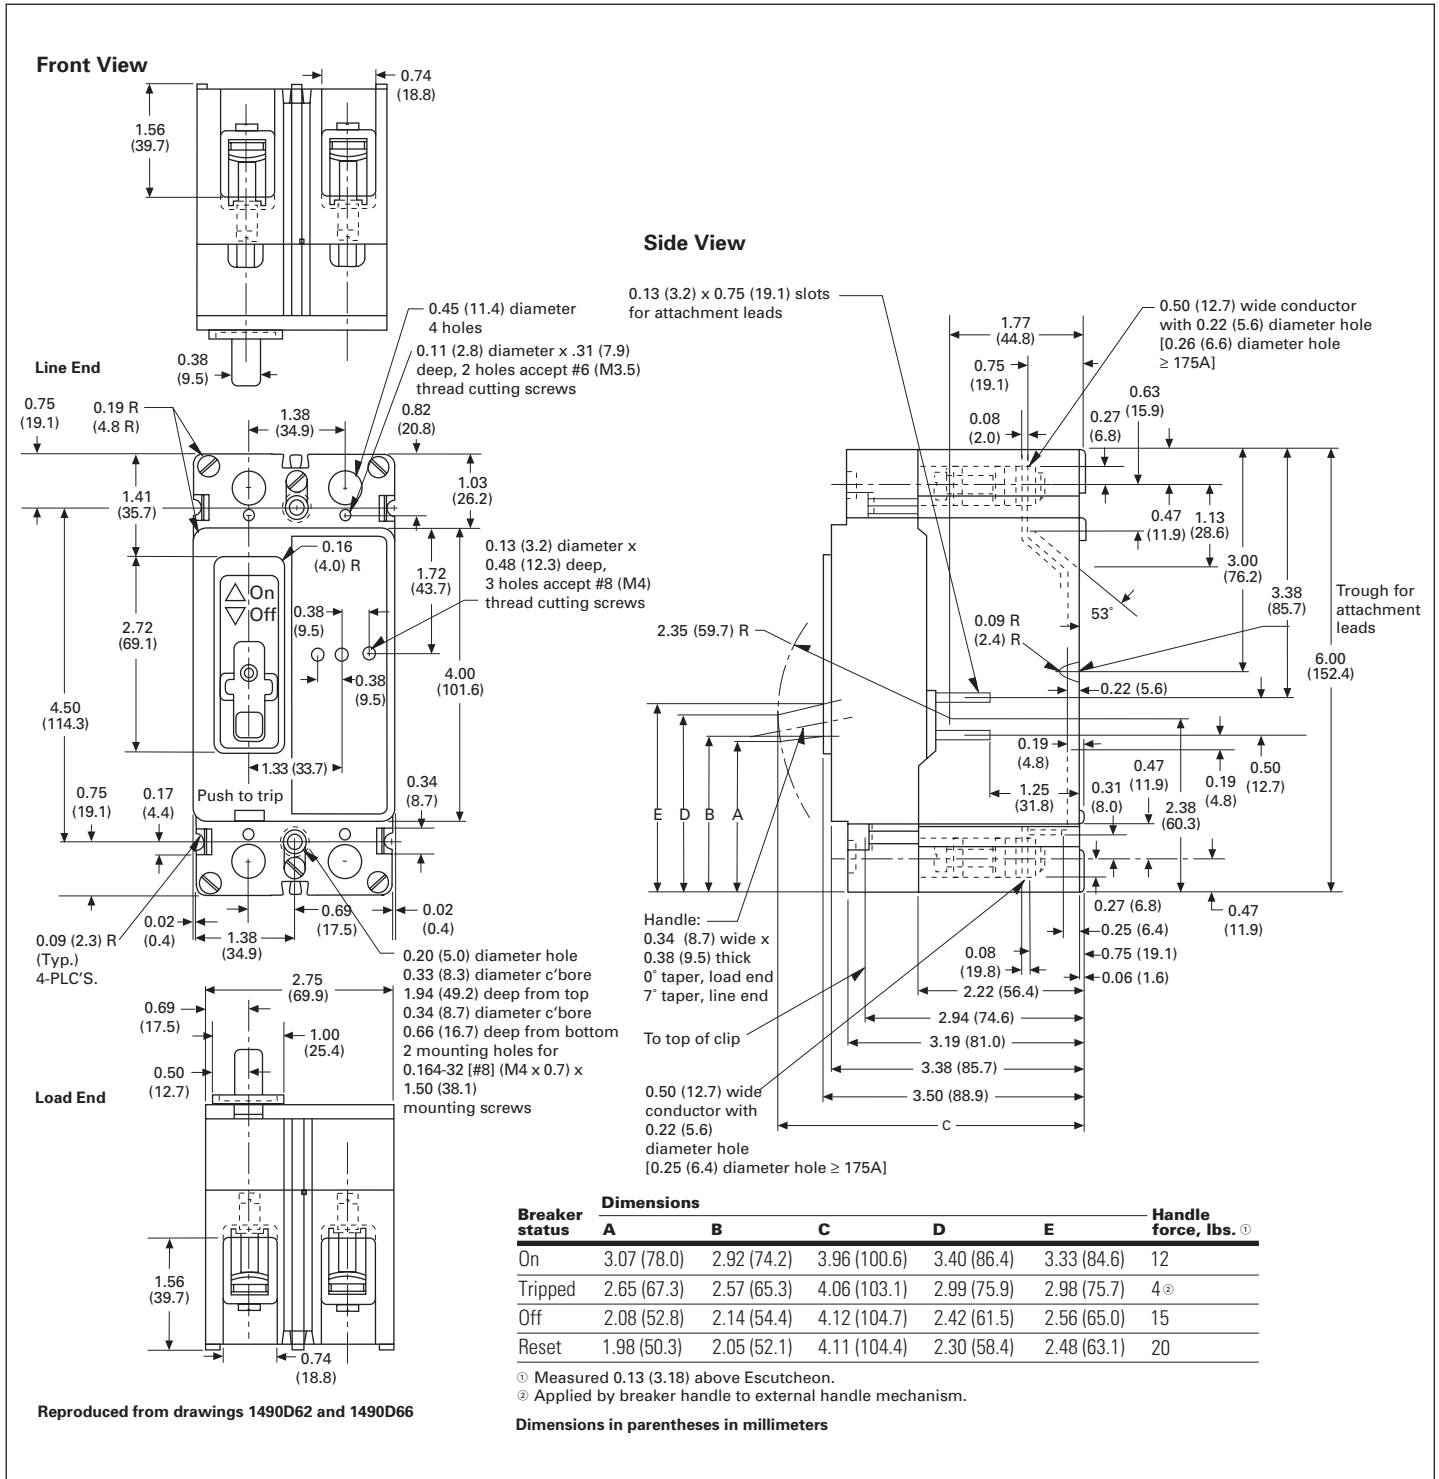 Front View
0.74
(18.8)
1.56
(39.7)
0.38
(9.5)
Line End
0.45 (11.4) diameter
4 holes
0.11 (2.8) diameter x .31 (7.9)
deep, 2 holes accept #6 (M3.5)
thread cutting screws
0.75
(19.1)
0.19 R
(4.8 R)
1.38
(34.9)
0.82
(20.8)
1.41
(35.7)
1.03
(26.2)
0.16
(4.0) R
0.13 (3.2) diameter x
0.48 (12.3) deep,
3 holes accept #8 (M4)
thread cutting screws
1.72
(43.7)
△ On
▽ Off
0.38
(9.5)
2.72
(69.1)
4.00
(101.6)
0.38
(9.5)
4.50
(114.3)
1.33 (33.7)
0.75
(19.1)
0.17
(4.4)
Push to trip
0.34
(8.7)
0.02
(0.4)
0.69
(17.5)
0.02
(0.4)
0.09 (2.3) R
(Typ.)
4-PLC'S.
1.38
(34.9)
0.20 (5.0) diameter hole
0.33 (8.3) diameter c'bore
1.94 (49.2) deep from top
0.34 (8.7) diameter c'bore
0.66 (16.7) deep from bottom
2 mounting holes for
0.164-32 [#8] (M4 x 0.7) x
1.50 (38.1)
mounting screws
2.75
(69.9)
0.69
(17.5)
1.00
(25.4)
0.50
(12.7)
Load End
1.56
(39.7)
0.74
(18.8)
Reproduced from drawings 1490D62 and 1490D66
Side View
0.13 (3.2) x 0.75 (19.1) slots
for attachment leads
0.50 (12.7) wide conductor
with 0.22 (5.6) diameter hole
[0.26 (6.6) diameter hole
≥ 175A]
1.77
(44.8)
0.75
(19.1)
0.08
(2.0)
0.27
(6.8)
0.63
(15.9)
0.47
(11.9)
1.13
(28.6)
3.00
(76.2)
3.38
(85.7)
Trough for
attachment
leads
53°
2.35 (59.7) R
0.09 R
(2.4) R
6.00
(152.4)
0.22 (5.6)
0.19
(4.8)
0.47
(11.9)
0.19
(4.8)
0.50
(12.7)
1.25
(31.8)
0.31
(8.0)
2.38
(60.3)
E D B A
Handle:
0.34 (8.7) wide x
0.38 (9.5) thick
0° taper, load end
7° taper, line end
0.27 (6.8)
0.47
(11.9)
0.25 (6.4)
0.08
(19.8)
0.75 (19.1)
0.06 (1.6)
2.22 (56.4)
2.94 (74.6)
To top of clip
3.19 (81.0)
3.38 (85.7)
3.50 (88.9)
C
0.50 (12.7) wide
conductor with
0.22 (5.6)
diameter hole
[0.25 (6.4) diameter hole ≥ 175A]
Breaker status Dimensions Handle force, lbs. ①
A B C D E
On 3.07 (78.0) 2.92 (74.2) 3.96 (100.6) 3.40 (86.4) 3.33 (84.6) 12
Tripped 2.65 (67.3) 2.57 (65.3) 4.06 (103.1) 2.99 (75.9) 2.98 (75.7) 4②
Off 2.08 (52.8) 2.14 (54.4) 4.12 (104.7) 2.42 (61.5) 2.56 (65.0) 15
Reset 1.98 (50.3) 2.05 (52.1) 4.11 (104.4) 2.30 (58.4) 2.48 (63.1) 20
① Measured 0.13 (3.18) above Escutcheon.
② Applied by breaker handle to external handle mechanism.
Dimensions in parentheses in millimeters